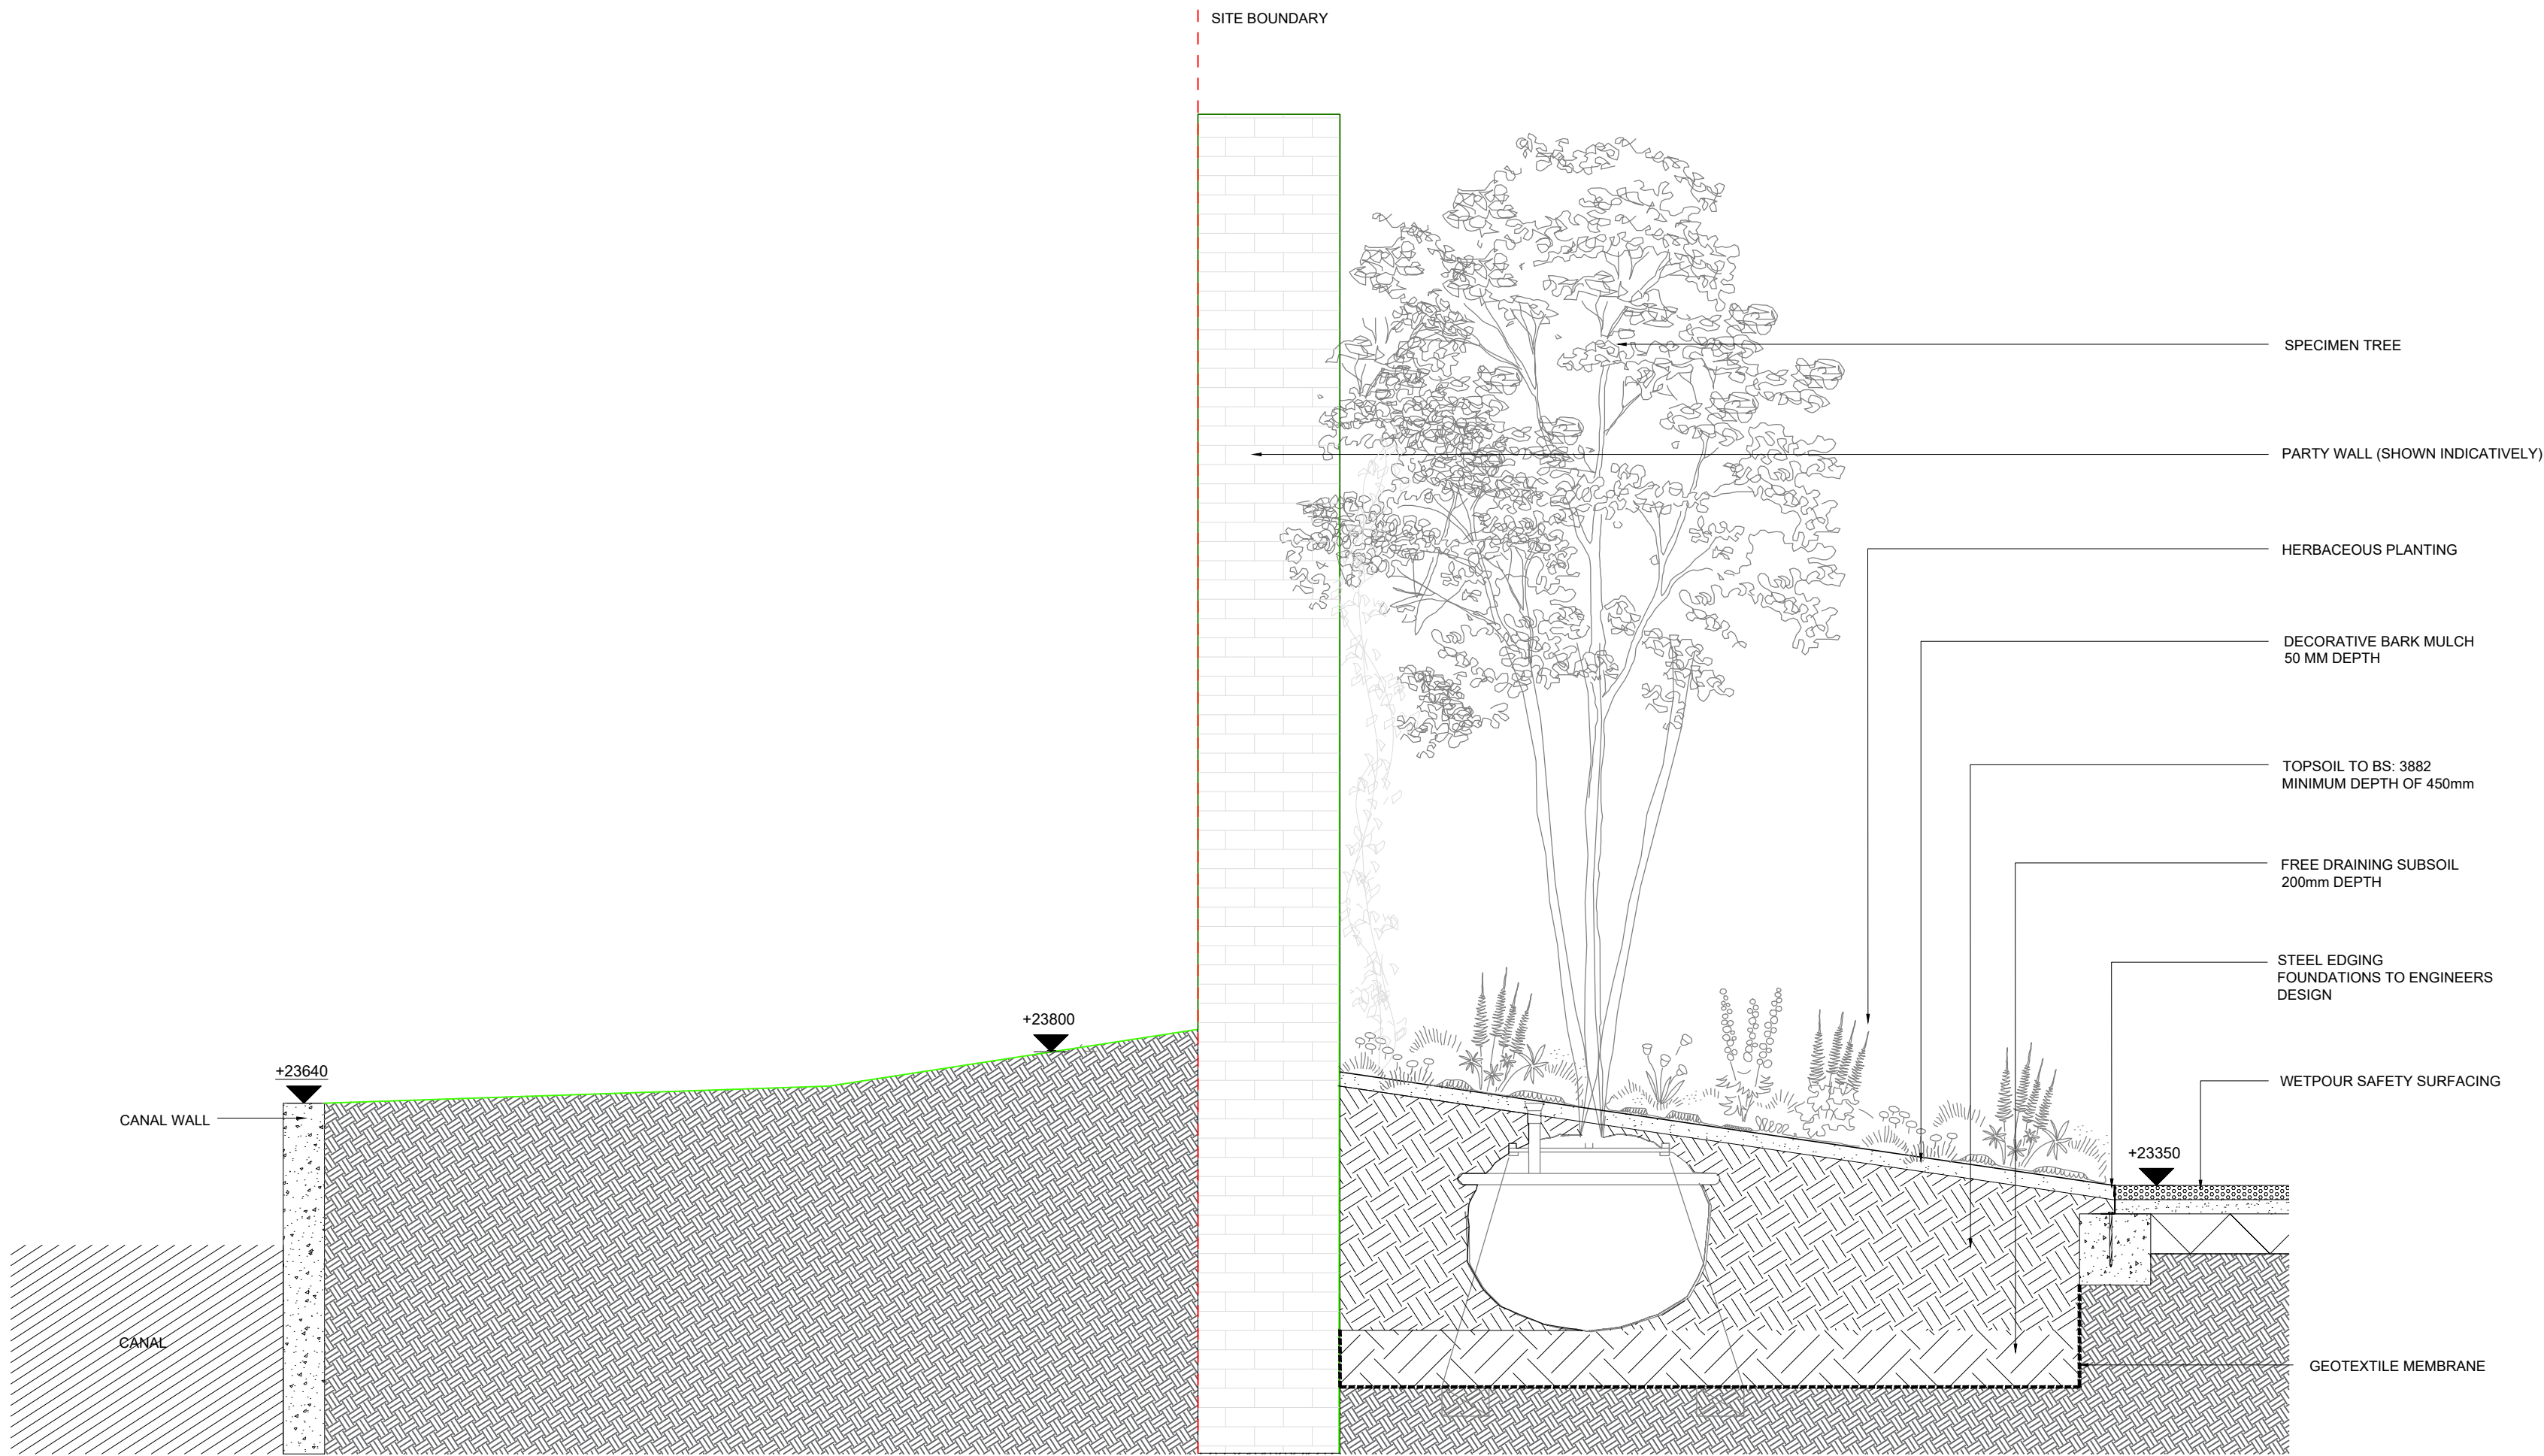 SITE BOUNDARY
SPECIMEN TREE
PARTY WALL (SHOWN INDICATIVELY)
HERBACEOUS PLANTING
DECORATIVE BARK MULCH
50 MM DEPTH
TOPSOIL TO BS: 3882
MINIMUM DEPTH OF 450mm
FREE DRAINING SUBSOIL
200mm DEPTH
STEEL EDGING
FOUNDATIONS TO ENGINEERS
DESIGN
+23800
+23640
WETPOUR SAFETY SURFACING
CANAL WALL
+23350
CANAL
GEOTEXTILE MEMBRANE